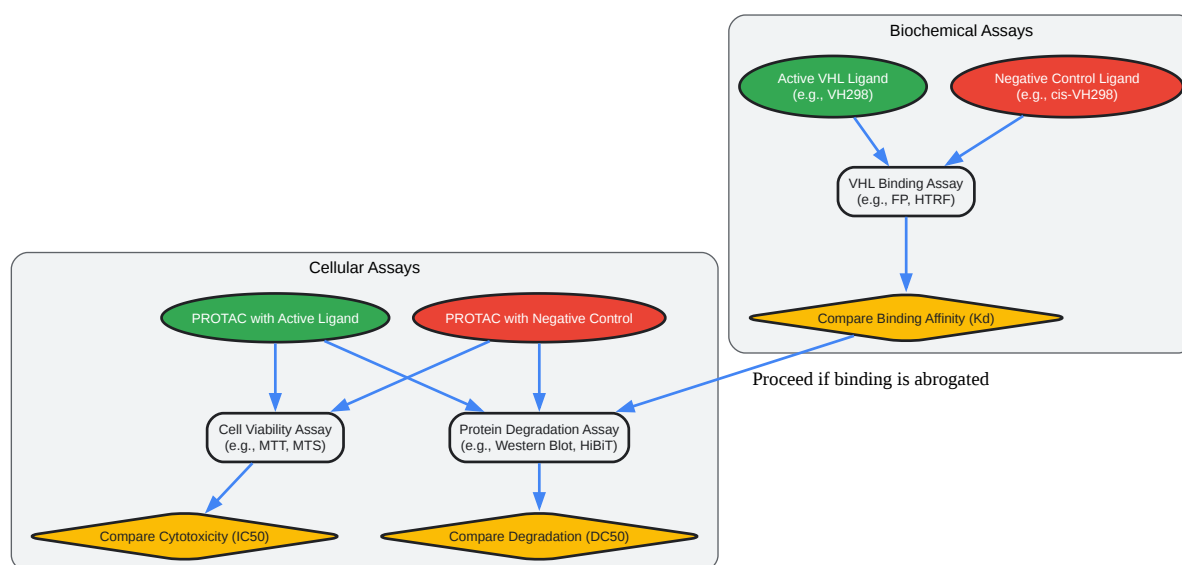 Biochemical Assays
Active VHL Ligand
(e.g., VH298)
Negative Control Ligand
(e.g., cis-VH298)
VHL Binding Assay
(e.g., FP, HTRF)
Compare Binding Affinity (Kd)
Proceed if binding is abrogated
Cellular Assays
PROTAC with Active Ligand
PROTAC with Negative Control
Cell Viability Assay
(e.g., MTT, MTS)
Protein Degradation Assay
(e.g., Western Blot, HiBiT)
Compare Cytotoxicity (IC50)
Compare Degradation (DC50)